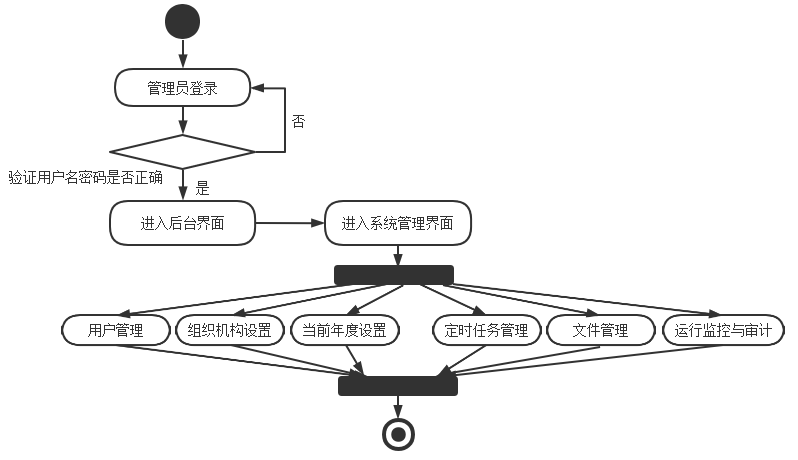 管理员登录
否
验证用户名密码是否正确
是
进入后台界面
进入系统管理界面
用户管理
组织机构设置
当前年度设置
定时任务管理
文件管理
运行监控与审计